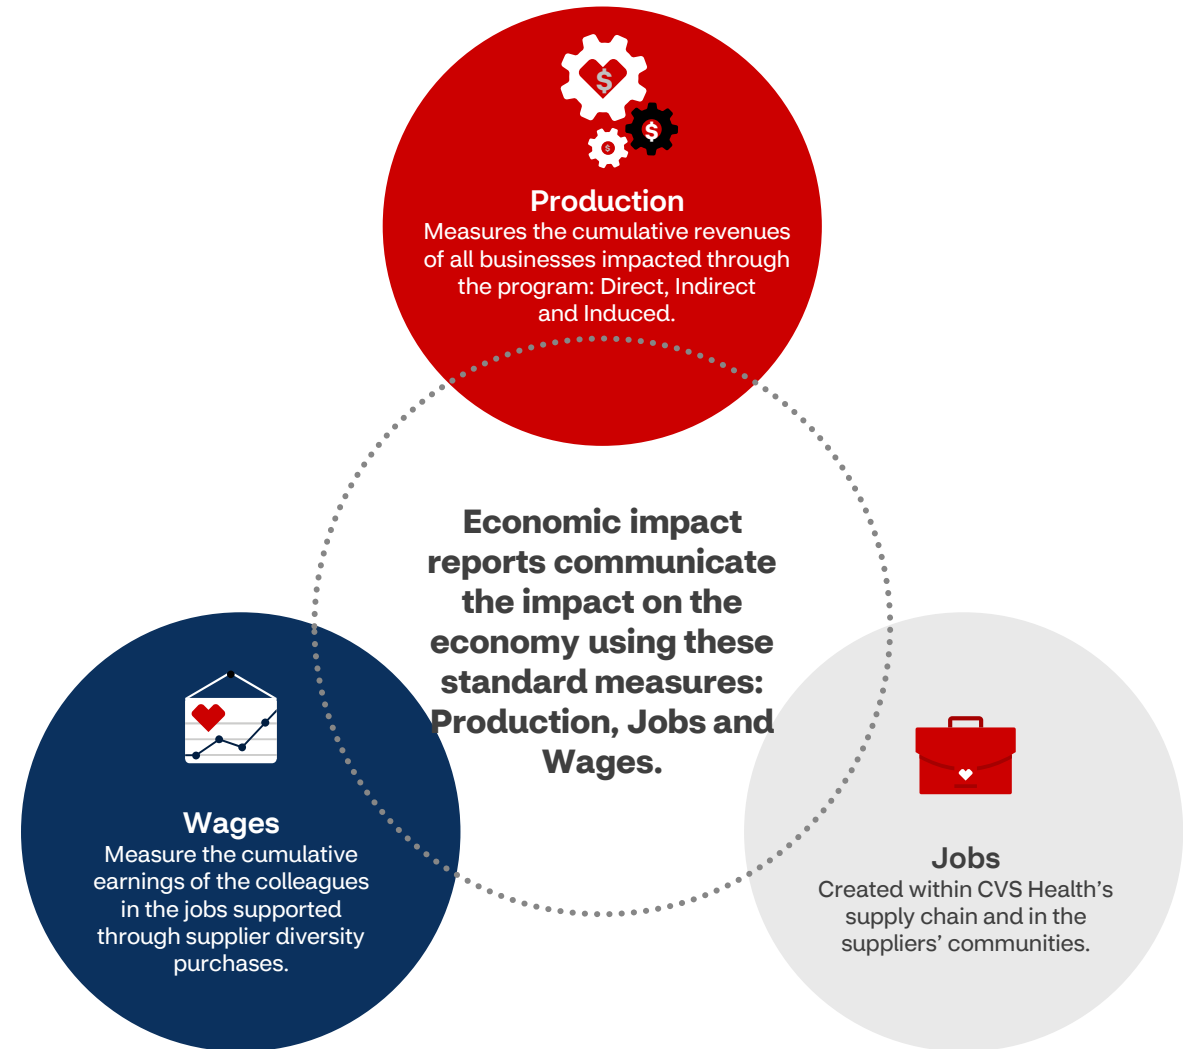 $
$
$
Production
Measures the cumulative revenues
of all businesses impacted through
the program: Direct, Indirect
and Induced.
Economic impact
reports communicate
the impact on the
economy using these
standard measures:
Production, Jobs and
Wages.
Wages
Measure the cumulative
earnings of the colleagues
in the jobs supported
through supplier diversity
purchases.
Jobs
Created within CVS Health’s
supply chain and in the
suppliers’ communities.